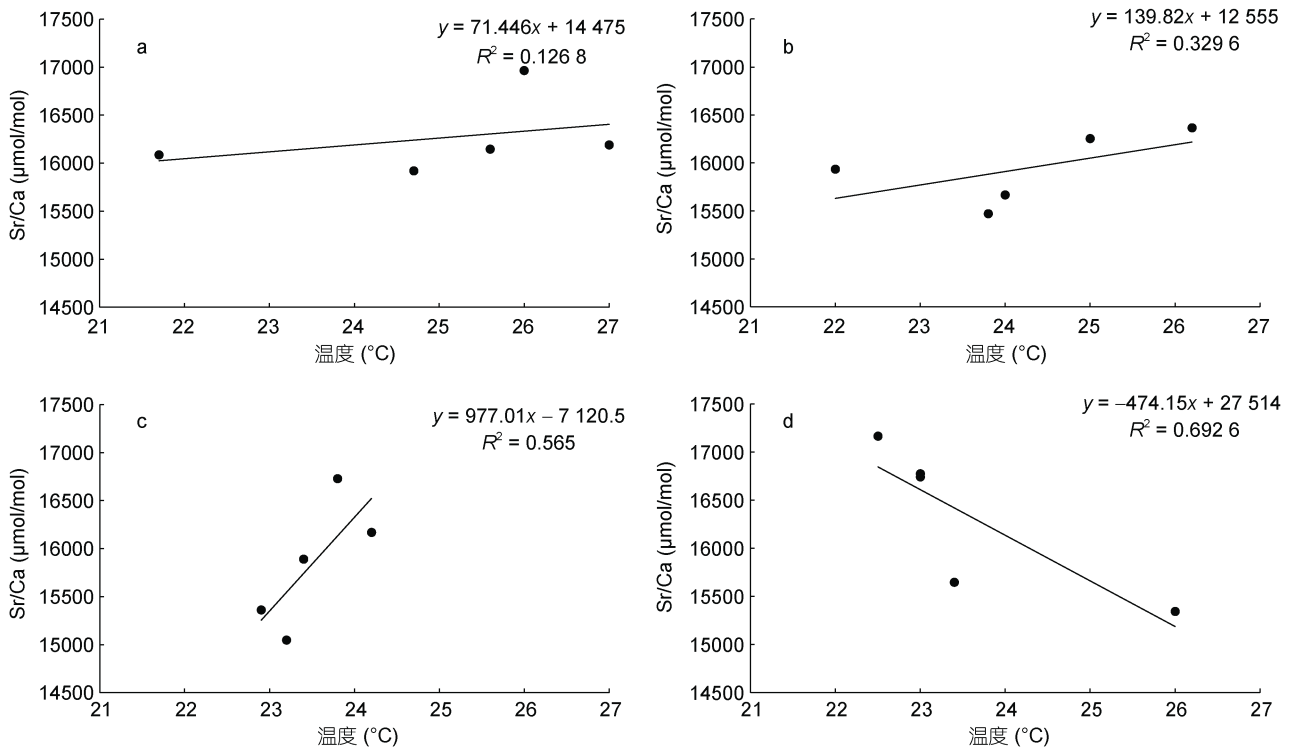 a
y = 71.446x + 14 475
R² = 0.126 8
Sr/Ca (μmol/mol)
17500
17000
16500
16000
15500
15000
14500
21 22 23 24 25 26 27
温度 (°C)
b
y = 139.82x + 12 555
R² = 0.329 6
Sr/Ca (μmol/mol)
17500
17000
16500
16000
15500
15000
14500
21 22 23 24 25 26 27
温度 (°C)
c
y = 977.01x − 7 120.5
R² = 0.565
Sr/Ca (μmol/mol)
17500
17000
16500
16000
15500
15000
14500
21 22 23 24 25 26 27
温度 (°C)
d
y = −474.15x + 27 514
R² = 0.692 6
Sr/Ca (μmol/mol)
17500
17000
16500
16000
15500
15000
14500
21 22 23 24 25 26 27
温度 (°C)